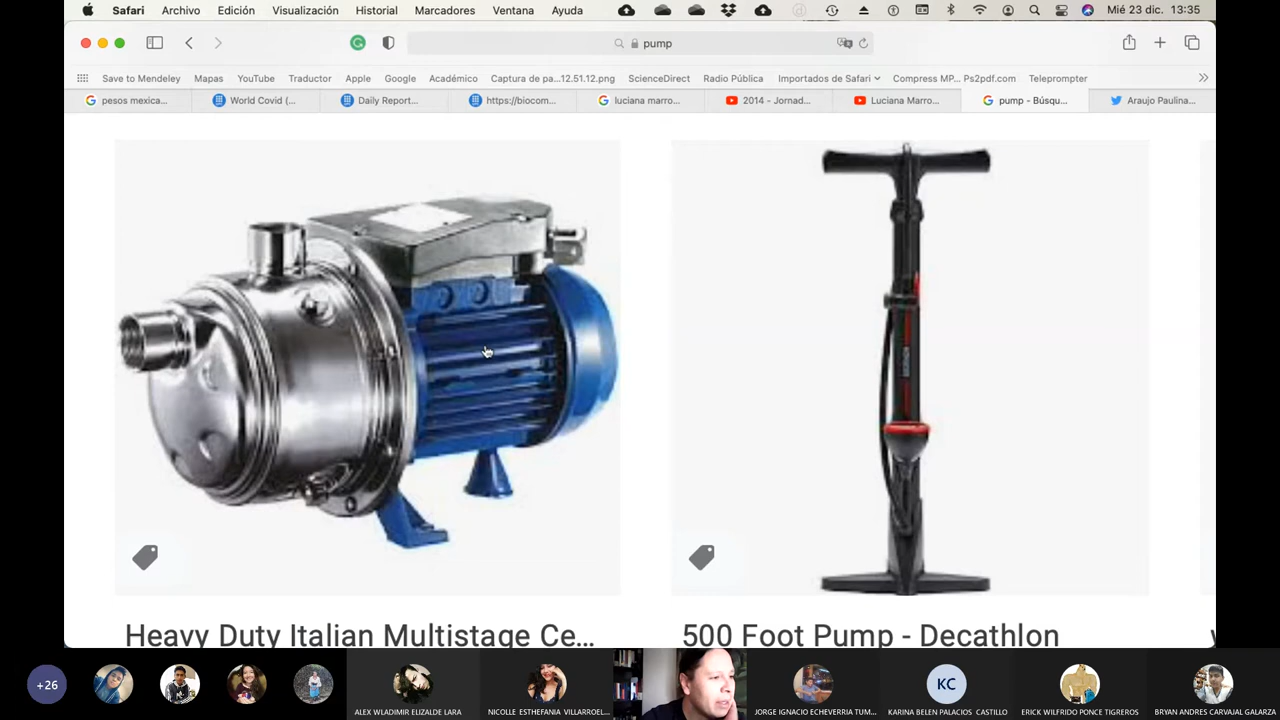 Safari Archivo Edición Visualización Historial Marcadores Ventana Ayuda Mié 23 dic. 13:35
pump
Save to Mendeley Mapas YouTube Traductor Apple Google Académico Captura de pa...12.51.12.png ScienceDirect Radio Pública Importados de Safari Compress MP... Ps2pdf.com Teleprompter
pesos mexica... World Covid (... Daily Report... https://biocom... luciana marro... 2014 - Jornad... Luciana Marro... pump - Búsqu... Araujo Paulina...
Heavy Duty Italian Multistage Ce... 500 Foot Pump - Decathlon
+26 KC
ALEX WLADIMIR ELIZALDE LARA NICOLLE ESTHEFANIA VILLARROEL... JORGE IGNACIO ECHEVERRIA TUM... KARINA BELEN PALACIOS CASTILLO ERICK WILFRIDO PONCE TIGREROS BRYAN ANDRES CARVAJAL GALARZA